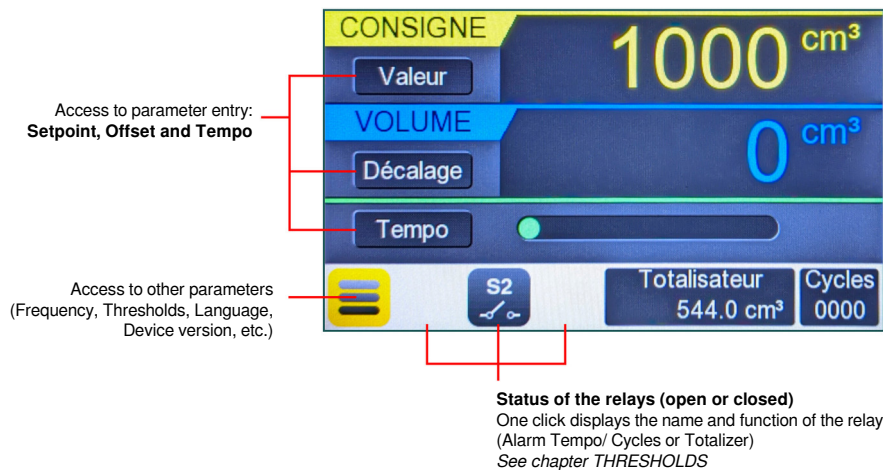 CONSIGNE
1000 cm³
Valeur
Access to parameter entry:
Setpoint, Offset and Tempo
VOLUME
0 cm³
Décalage
Tempo
Access to other parameters
(Frequency, Thresholds, Language,
Device version, etc.)
S2
Totalisateur
544.0 cm³
Cycles
0000
Status of the relays (open or closed)
One click displays the name and function of the relay
(Alarm Tempo/ Cycles or Totalizer)
See chapter THRESHOLDS